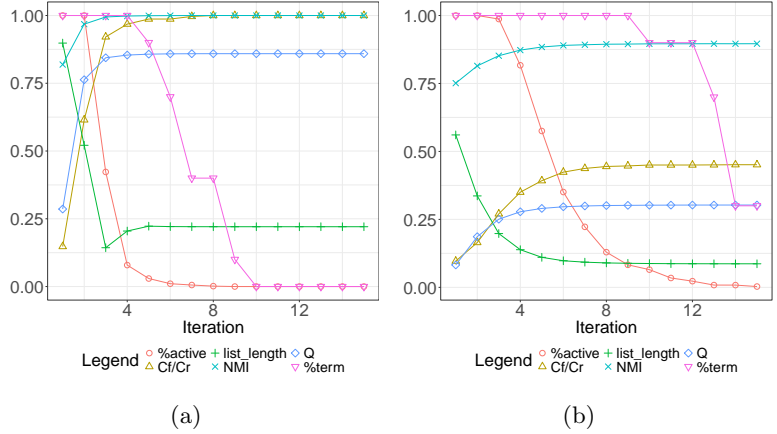 1.00
0.75
0.50
0.25
0.00
4
8
12
Iteration
Legend
%active
list_length
Q
Cf/Cr
NMI
%term
(a)
1.00
0.75
0.50
0.25
0.00
4
8
12
Iteration
Legend
%active
list_length
Q
Cf/Cr
NMI
%term
(b)